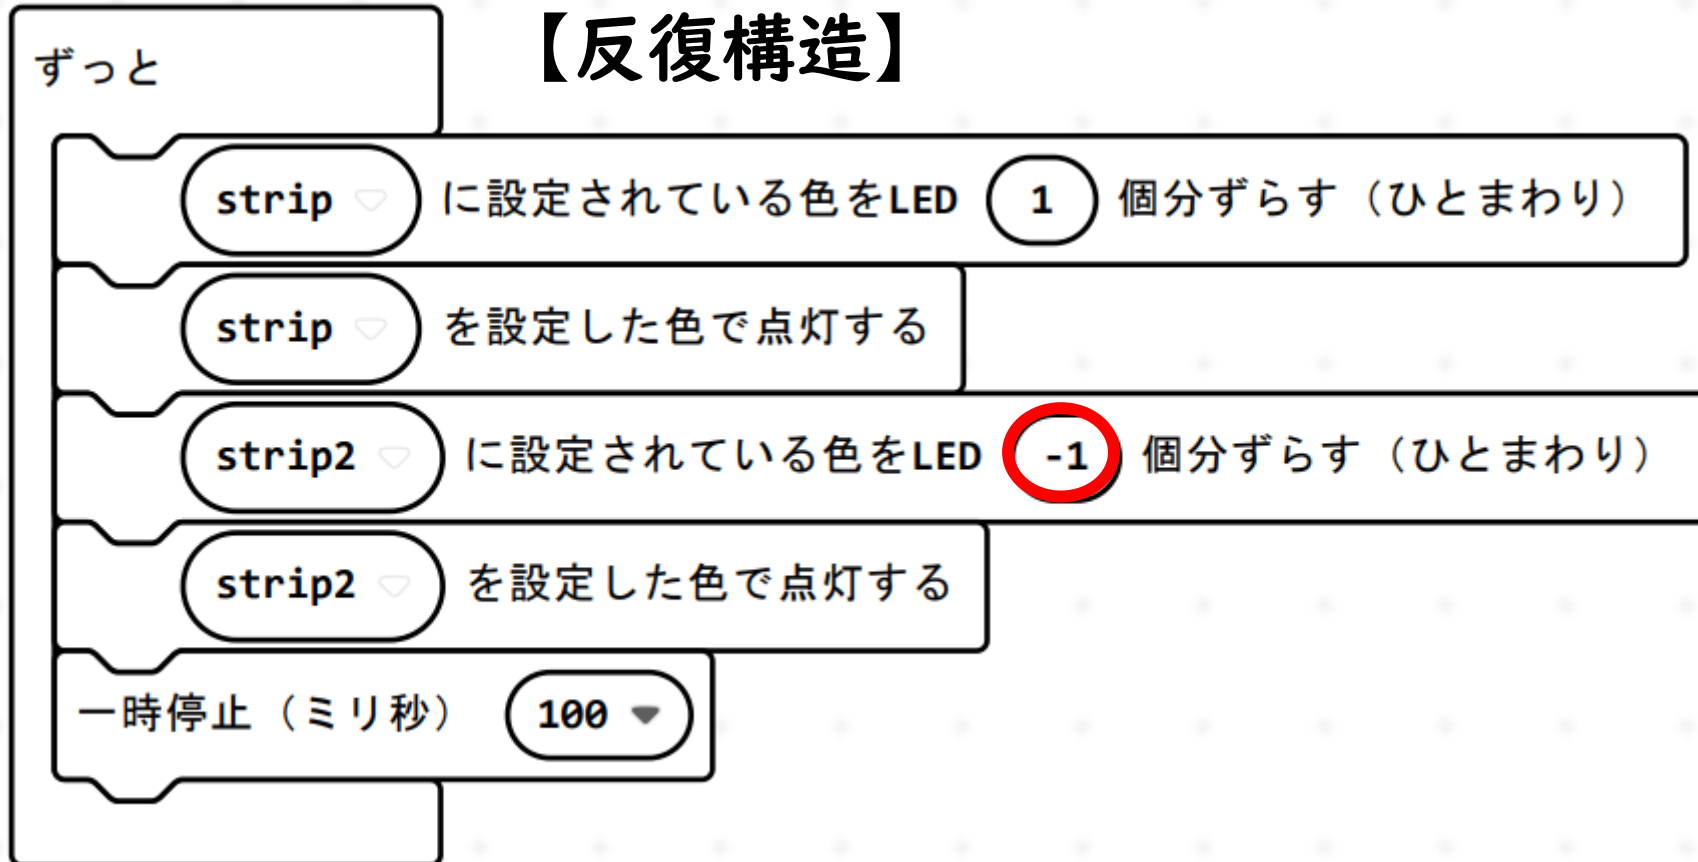 【反復構造】
ずっと
strip に設定されている色をLED 1 個分ずらす（ひとまわり）
strip を設定した色で点灯する
strip2 に設定されている色をLED -1 個分ずらす（ひとまわり）
strip2 を設定した色で点灯する
一時停止（ミリ秒） 100